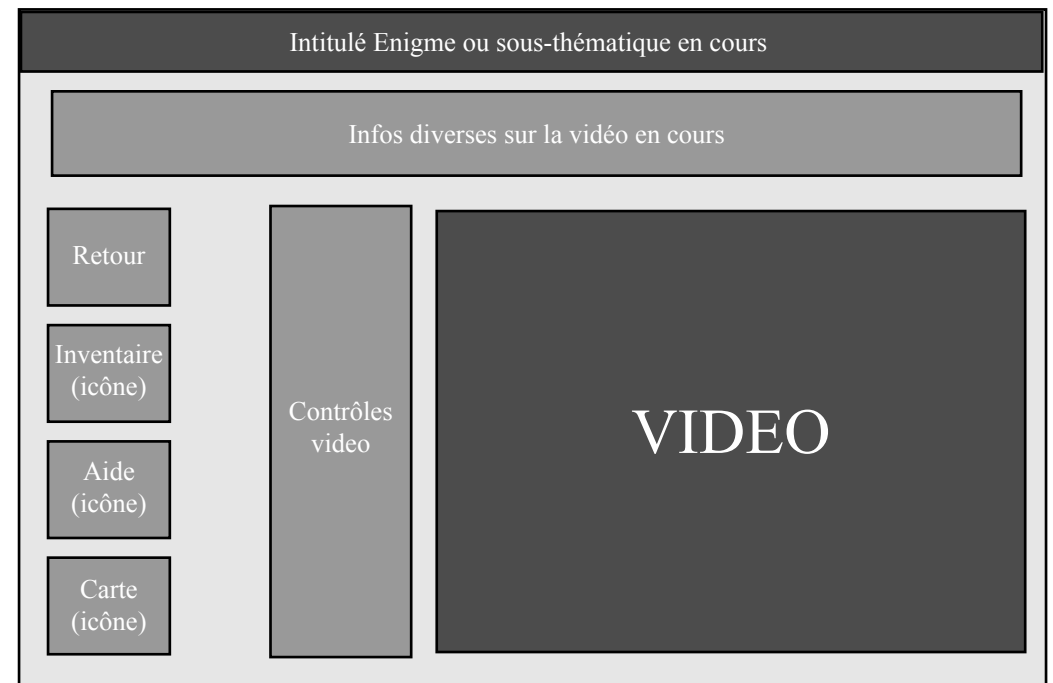 Intitulé Enigme ou sous-thématique en cours
Infos diverses sur la vidéo en cours
Retour
Inventaire
(icône)
Aide
(icône)
Carte
(icône)
Contrôles
video
VIDEO